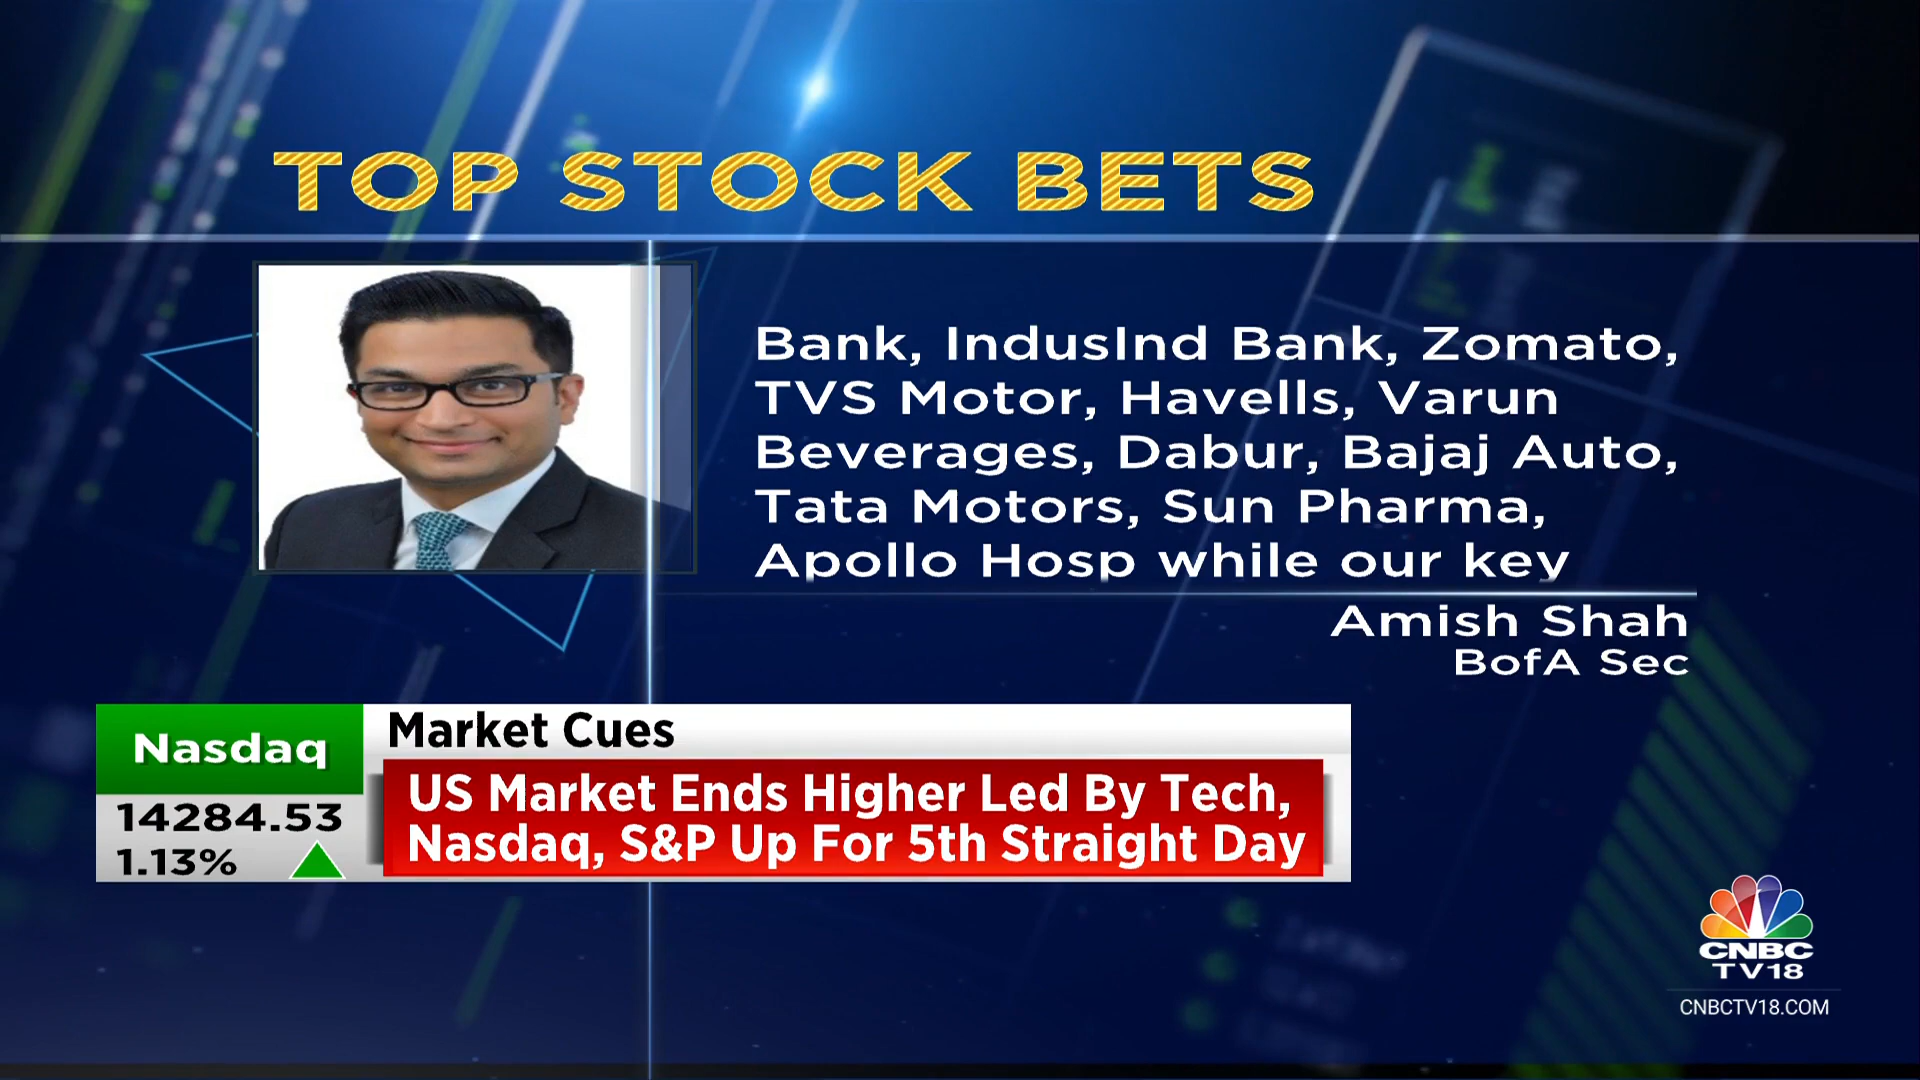 TOP STOCK BETS
Bank, IndusInd Bank, Zomato,
TVS Motor, Havells, Varun
Beverages, Dabur, Bajaj Auto,
Tata Motors, Sun Pharma,
Apollo Hosp while our key
Amish Shah
BofA Sec
Nasdaq
14284.53
1.13%
Market Cues
US Market Ends Higher Led By Tech,
Nasdaq, S&P Up For 5th Straight Day
CNBC
TV18
CNBCTV18.COM